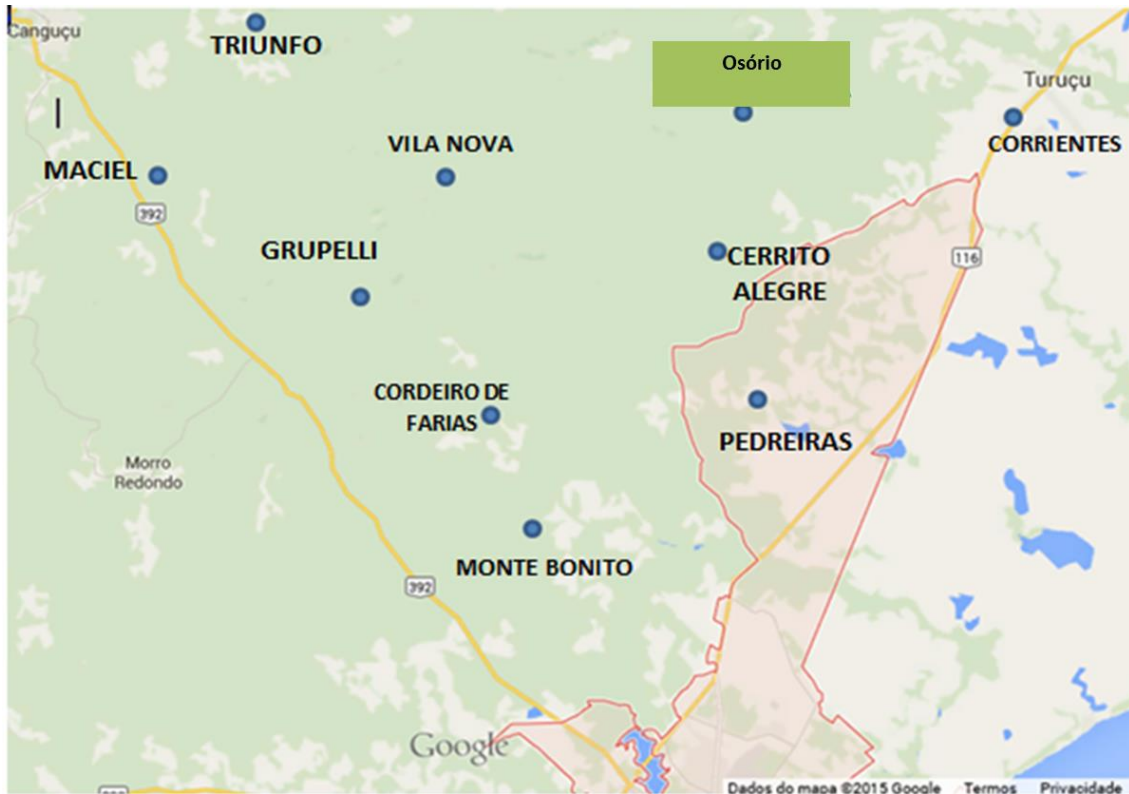 Canguçu
TRIUNFO
Osório
Turuçu
CORRIENTES
VILA NOVA
MACIEL
392
GRUPELLI
CERRITO
ALEGRE
116
CORDEIRO DE
FARIAS
PEDREIRAS
Morro
Redondo
MONTE BONITO
392
Google
Dados do mapa ©2015 Google Termos Privacidade